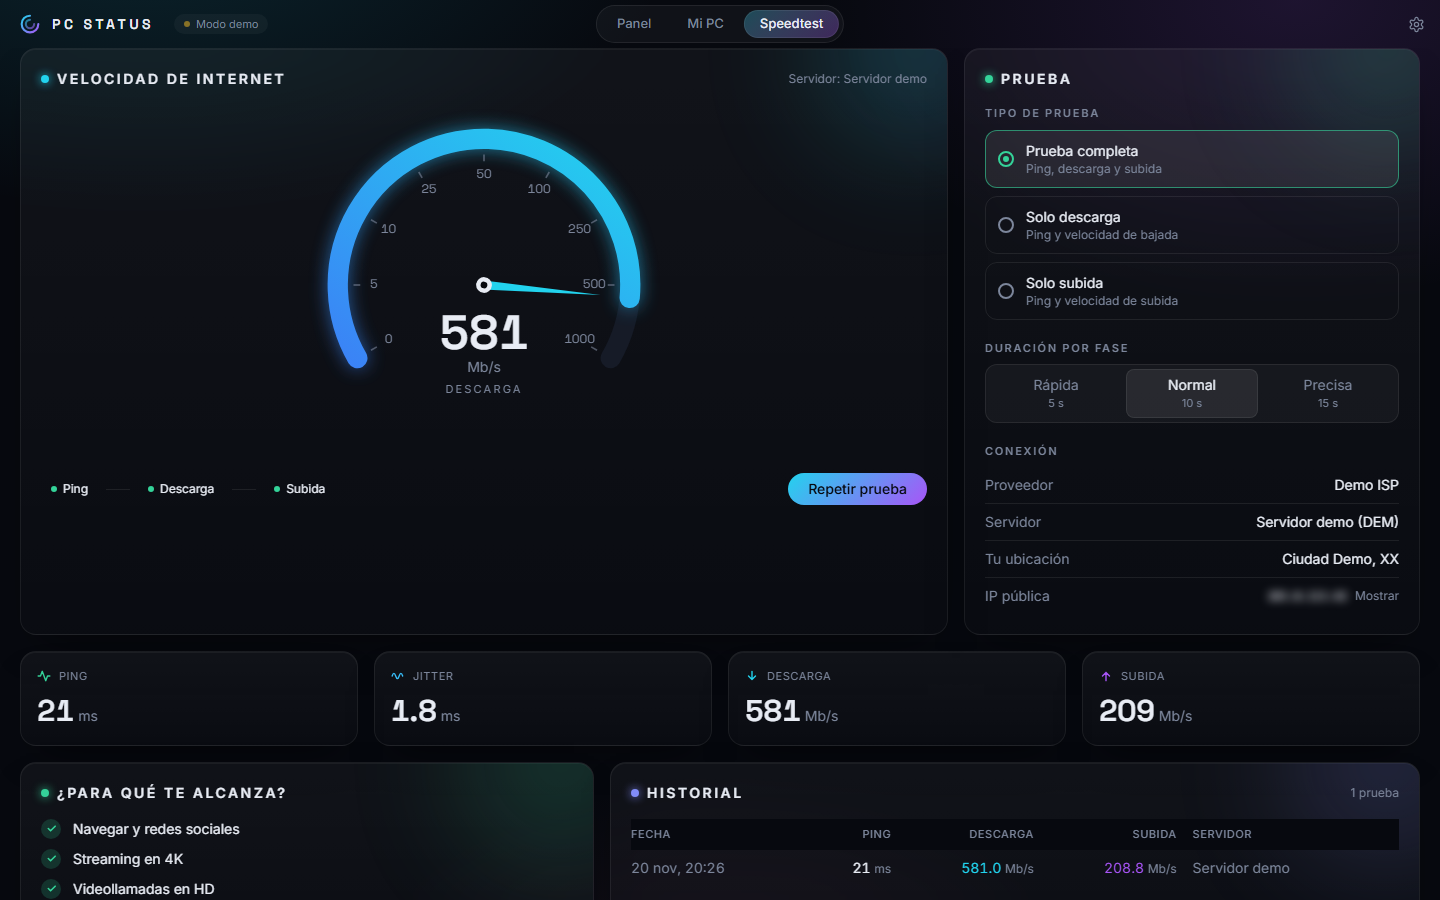 PC STATUS
Modo demo
Panel
Mi PC
Speedtest
VELOCIDAD DE INTERNET
Servidor: Servidor demo
0
5
10
25
50
100
250
500
1000
581
Mb/s
DESCARGA
Ping
Descarga
Subida
Repetir prueba
PRUEBA
TIPO DE PRUEBA
Prueba completa
Ping, descarga y subida
Solo descarga
Ping y velocidad de bajada
Solo subida
Ping y velocidad de subida
DURACIÓN POR FASE
Rápida
5 s
Normal
10 s
Precisa
15 s
CONEXIÓN
Proveedor Demo ISP
Servidor Servidor demo (DEM)
Tu ubicación Ciudad Demo, XX
IP pública Mostrar
PING
21 ms
JITTER
1.8 ms
DESCARGA
581 Mb/s
SUBIDA
209 Mb/s
¿PARA QUÉ TE ALCANZA?
Navegar y redes sociales
Streaming en 4K
Videollamadas en HD
HISTORIAL
1 prueba
FECHA PING DESCARGA SUBIDA SERVIDOR
20 nov, 20:26 21 ms 581.0 Mb/s 208.8 Mb/s Servidor demo